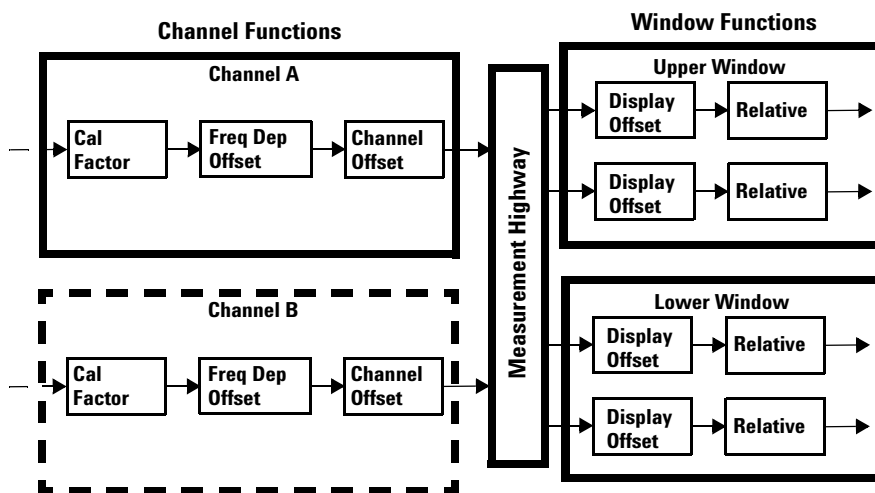 Channel Functions
Channel A
Cal
Factor
Freq Dep
Offset
Channel
Offset
Channel B
Cal
Factor
Freq Dep
Offset
Channel
Offset
Measurement Highway
Window Functions
Upper Window
Display
Offset
Relative
Display
Offset
Relative
Lower Window
Display
Offset
Relative
Display
Offset
Relative